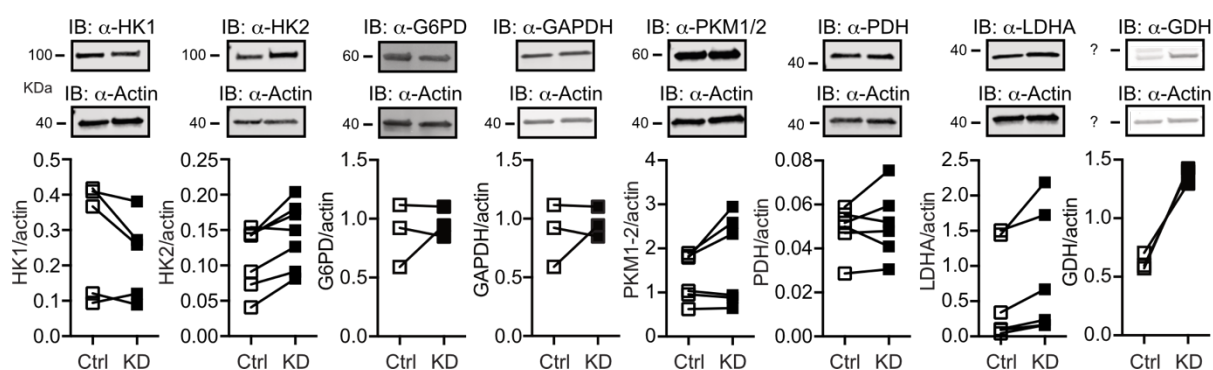 IB: α-HK1 IB: α-HK2 IB: α-G6PD IB: α-GAPDH IB: α-PKM1/2 IB: α-PDH IB: α-LDHA IB: α-GDH
100 100 60 60 40 40 ?
KDa
IB: α-Actin IB: α-Actin IB: α-Actin IB: α-Actin IB: α-Actin IB: α-Actin IB: α-Actin IB: α-Actin
40 40 40 40 40 40 40 ?
HK1/actin
0.5
0.4
0.3
0.2
0.1
0.0
Ctrl KD
HK2/actin
0.25
0.20
0.15
0.10
0.05
0.00
Ctrl KD
G6PD/actin
1.5
1.0
0.5
0.0
Ctrl KD
GAPDH/actin
1.5
1.0
0.5
0.0
Ctrl KD
PKM1-2/actin
4
3
2
1
0
Ctrl KD
PDH/actin
0.08
0.06
0.04
0.02
0.00
Ctrl KD
LDHA/actin
2.5
2.0
1.5
1.0
0.5
0.0
Ctrl KD
GDH/actin
1.5
1.0
0.5
0.0
Ctrl KD